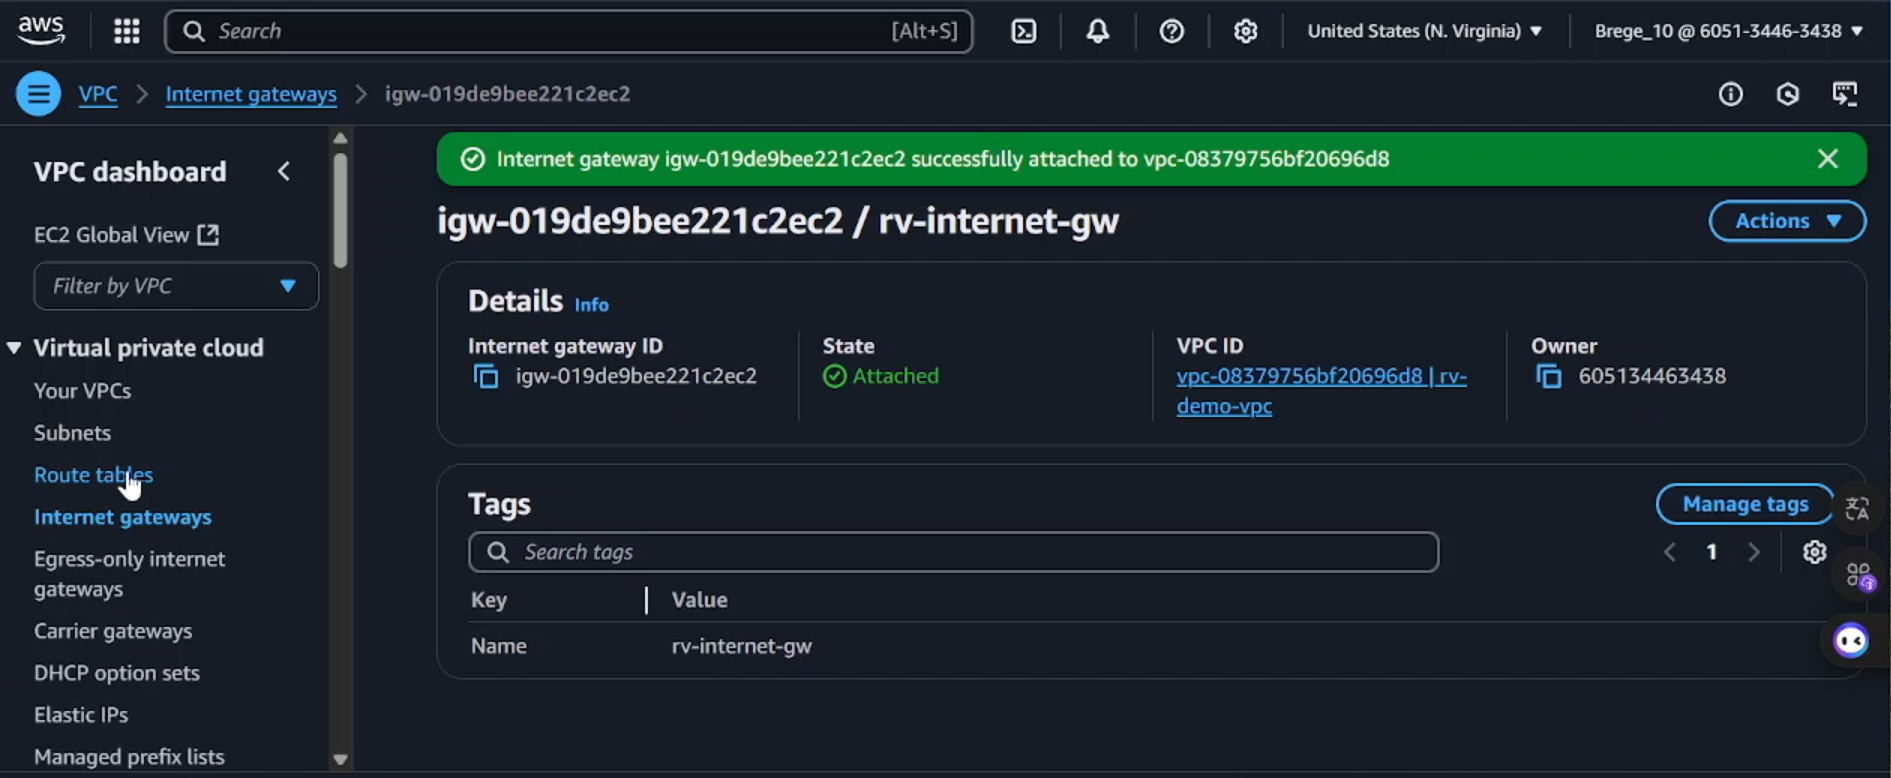 aws
Search [Alt+S]
United States (N. Virginia) ▼
Brege_10 @ 6051-3446-3438 ▼
VPC > Internet gateways > igw-019de9bee221c2ec2
VPC dashboard
EC2 Global View
Filter by VPC
Virtual private cloud
Your VPCs
Subnets
Route tables
Internet gateways
Egress-only internet
gateways
Carrier gateways
DHCP option sets
Elastic IPs
Managed prefix lists
Internet gateway igw-019de9bee221c2ec2 successfully attached to vpc-08379756bf20696d8
igw-019de9bee221c2ec2 / rv-internet-gw
Actions ▼
Details Info
Internet gateway ID
igw-019de9bee221c2ec2
State
Attached
VPC ID
vpc-08379756bf20696d8 | rv-
demo-vpc
Owner
605134463438
Tags
Manage tags
Search tags
< 1 >
Key Value
Name rv-internet-gw